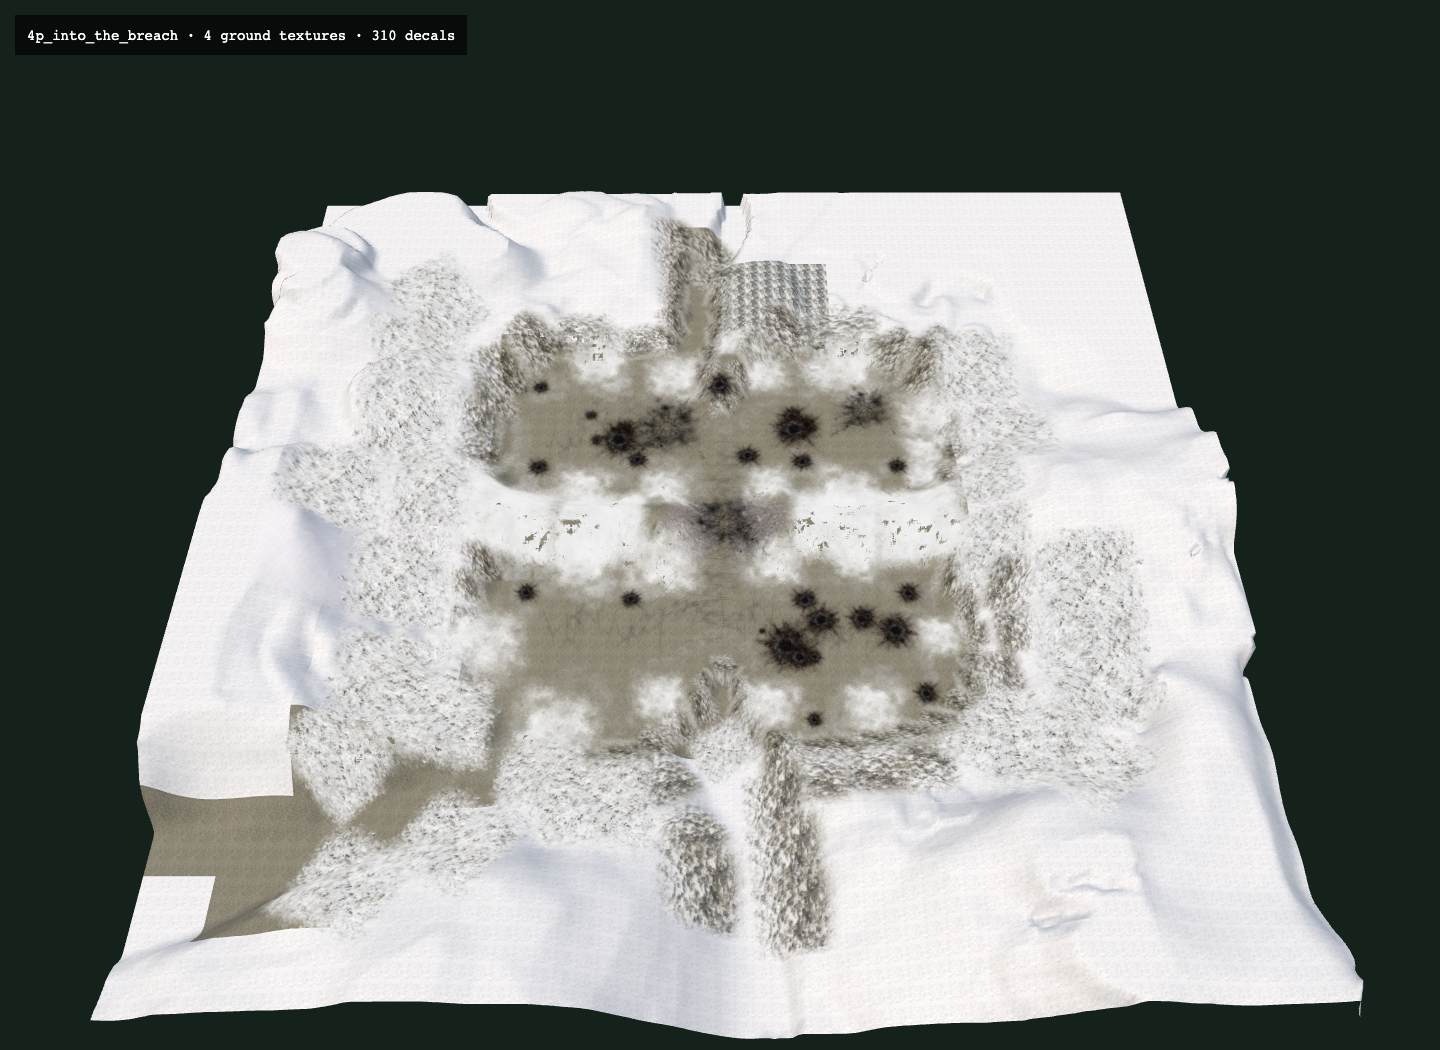 4p_into_the_breach · 4 ground textures · 310 decals